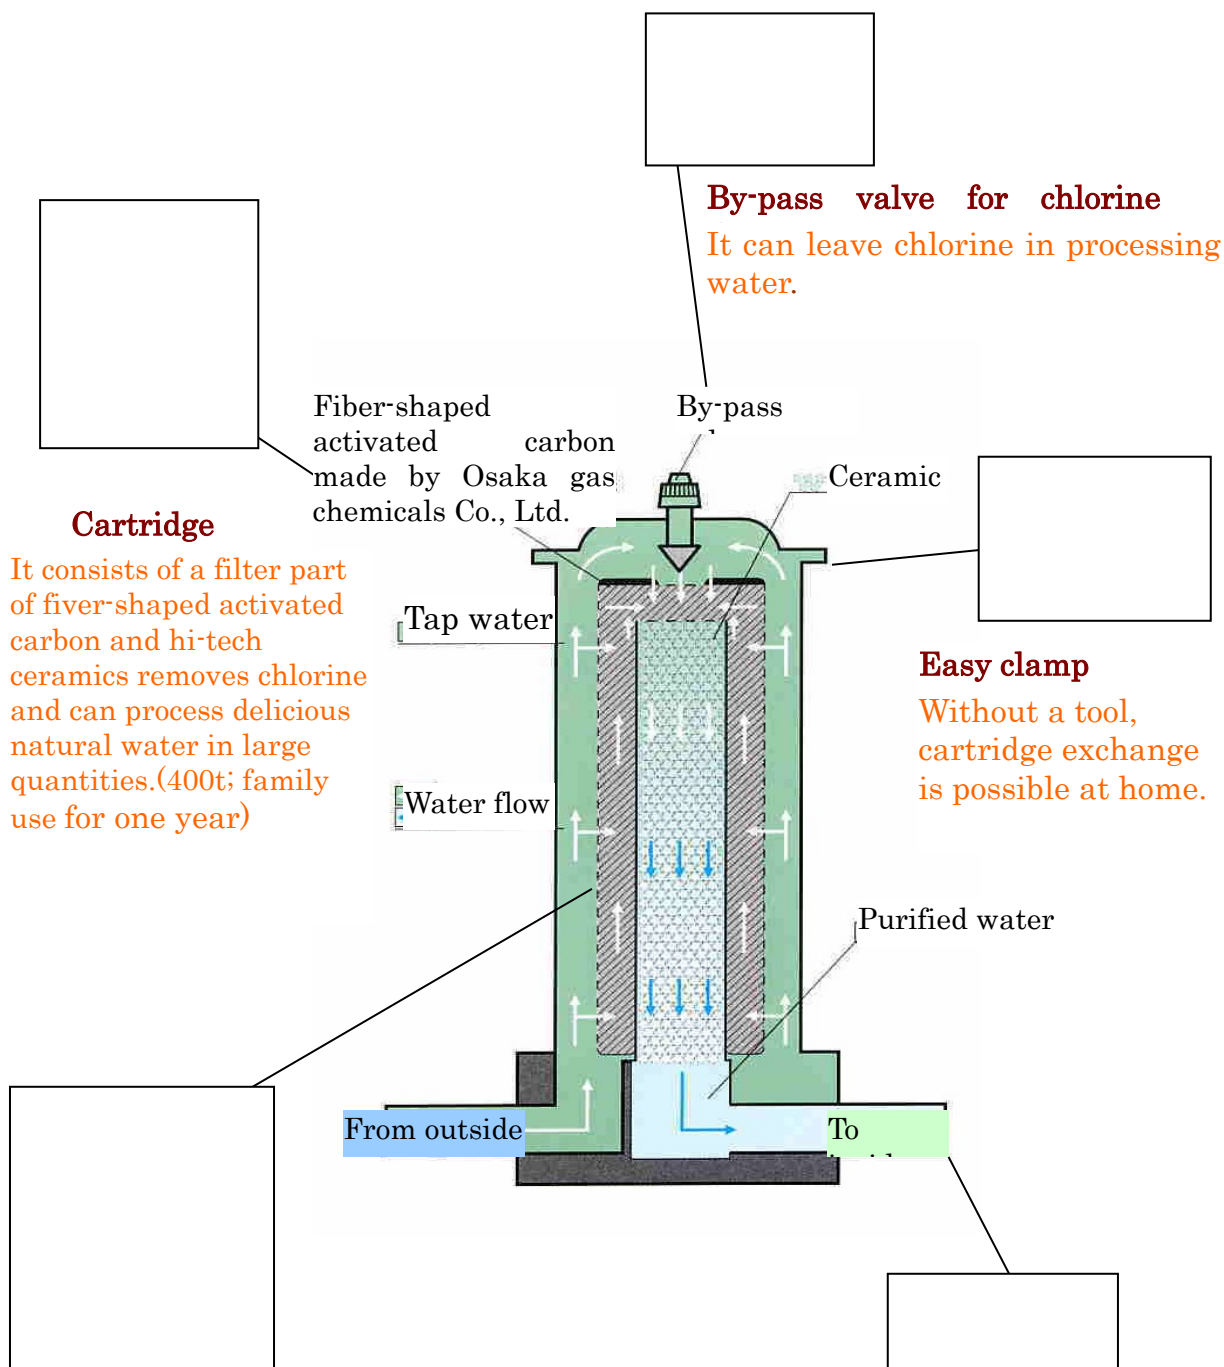 By-pass valve for chlorine
It can leave chlorine in processing
water.
Fiber-shaped
activated carbon
made by Osaka gas
chemicals Co., Ltd.
By-pass
Ceramic
Cartridge
It consists of a filter part
of fiver-shaped activated
carbon and hi-tech
ceramics removes chlorine
and can process delicious
natural water in large
quantities.(400t; family
use for one year)
Tap water
Easy clamp
Without a tool,
cartridge exchange
is possible at home.
Water flow
Purified water
From outside
To